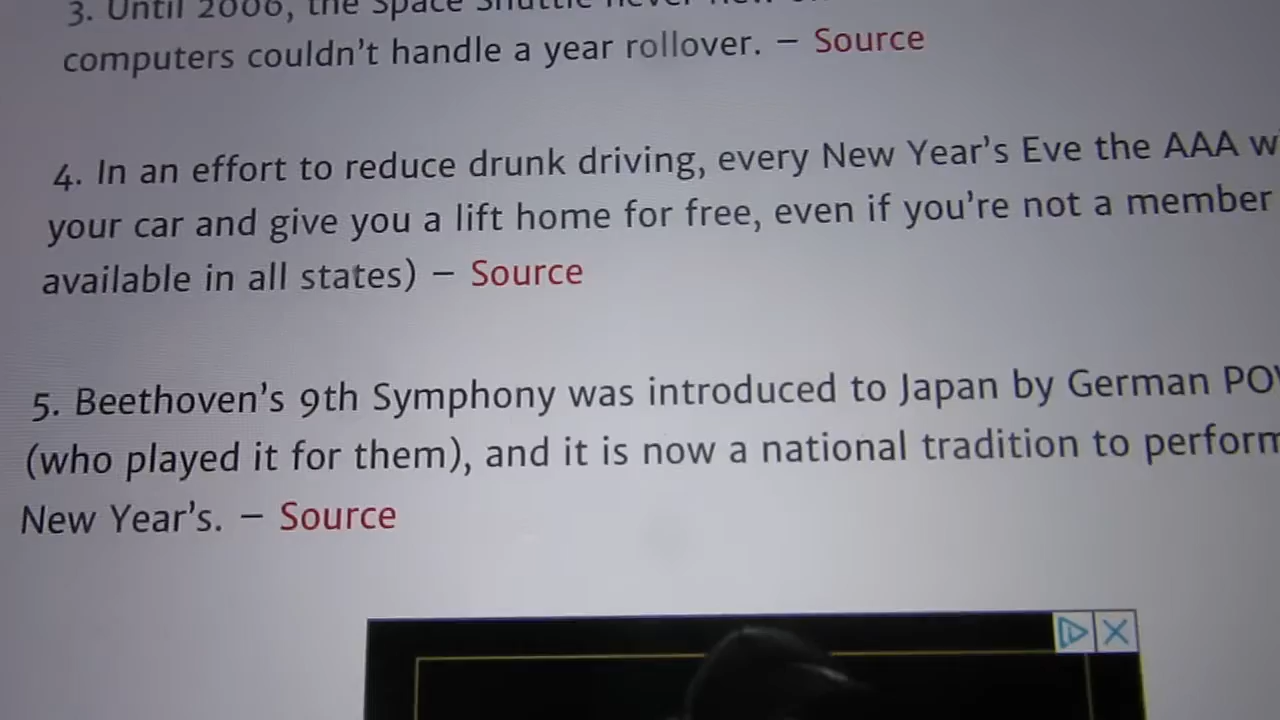 3. Until 2006, the Space Shuttle never flew
computers couldn't handle a year rollover. – Source
4. In an effort to reduce drunk driving, every New Year's Eve the AAA
your car and give you a lift home for free, even if you're not a member
available in all states) – Source
5. Beethoven's 9th Symphony was introduced to Japan by German
(who played it for them), and it is now a national tradition to perform
New Year's. – Source